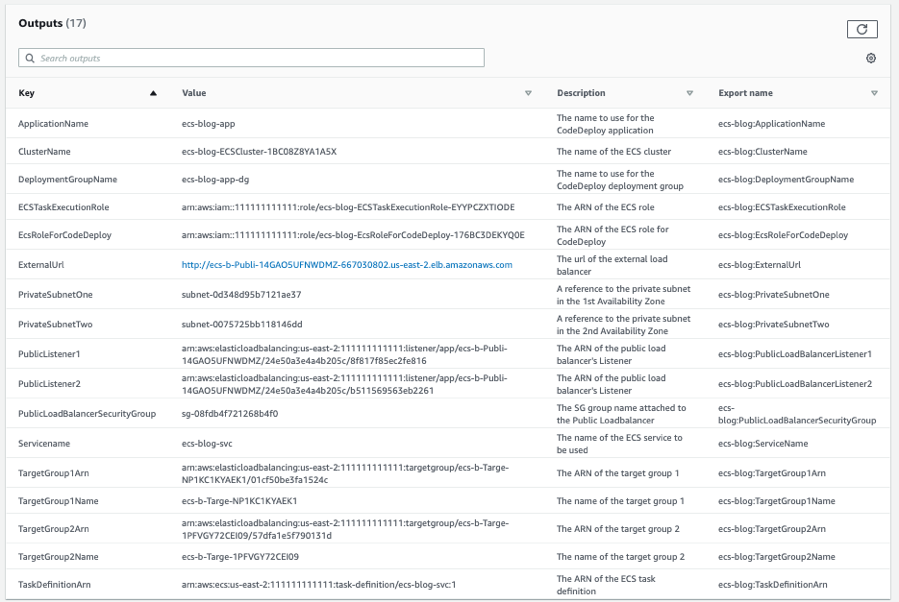 Outputs (17)
Search outputs
Key Value Description Export name
ApplicationName ecs-blog-app The name to use for the ecs-blog:ApplicationName
CodeDeploy application
ClusterName ecs-blog-ECSCluster-1BC08Z8YA1A5X The name of the ECS cluster ecs-blog:ClusterName
DeploymentGroupName ecs-blog-app-dg The name to use for the ecs-blog:DeploymentGroupName
CodeDeploy deployment group
ECSTaskExecutionRole arn:aws:iam::111111111111:role/ecs-blog-ECSTaskExecutionRole-EYYPCZXTIODE The ARN of the ECS role ecs-blog:ECSTaskExecutionRole
EcsRoleForCodeDeploy arn:aws:iam::111111111111:role/ecs-blog-EcsRoleForCodeDeploy-176BC3DEKYQ0E The ARN of the ECS role for ecs-blog:EcsRoleForCodeDeploy
CodeDeploy
ExternalUrl http://ecs-b-Publi-14GAO5UFNWDMZ-667030802.us-east-2.elb.amazonaws.com The url of the external load ecs-blog:ExternalUrl
balancer
PrivateSubnetOne subnet-0d348d95b7121ae37 A reference to the private subnet ecs-blog:PrivateSubnetOne
in the 1st Availability Zone
PrivateSubnetTwo subnet-0075725bb118146dd A reference to the private subnet ecs-blog:PrivateSubnetTwo
in the 2nd Availability Zone
PublicListener1 arn:aws:elasticloadbalancing:us-east-2:111111111111:listener/app/ecs-b-Publi- The ARN of the public load ecs-blog:PublicLoadBalancerListener1
14GAO5UFNWDMZ/24e50a3e4a4b205c/8f817f85ec2fe816 balancer's Listener
PublicListener2 arn:aws:elasticloadbalancing:us-east-2:111111111111:listener/app/ecs-b-Publi- The ARN of the public load ecs-blog:PublicLoadBalancerListener2
14GAO5UFNWDMZ/24e50a3e4a4b205c/b511569563eb2261 balancer's Listener
PublicLoadBalancerSecurityGroup sg-08fdb4f721268b4f0 The SG group name attached to ecs-
the Public Loadbalancer blog:PublicLoadBalancerSecurityGroup
Servicename ecs-blog-svc The name of the ECS service to ecs-blog:ServiceName
be used
TargetGroup1Arn arn:aws:elasticloadbalancing:us-east-2:111111111111:targetgroup/ecs-b-Targe- The ARN of the target group 1 ecs-blog:TargetGroup1Arn
NP1KC1KYAEK1/01cf50be3fa1524c
TargetGroup1Name ecs-b-Targe-NP1KC1KYAEK1 The name of the target group 1 ecs-blog:TargetGroup1Name
TargetGroup2Arn arn:aws:elasticloadbalancing:us-east-2:111111111111:targetgroup/ecs-b-Targe- The ARN of the target group 2 ecs-blog:TargetGroup2Arn
1PFVGY72CEI09/57dfa1e5f790131d
TargetGroup2Name ecs-b-Targe-1PFVGY72CEI09 The name of the target group 2 ecs-blog:TargetGroup2Name
TaskDefinitionArn arn:aws:ecs:us-east-2:111111111111:task-definition/ecs-blog-svc:1 The ARN of the ECS task ecs-blog:TaskDefinitionArn
definition